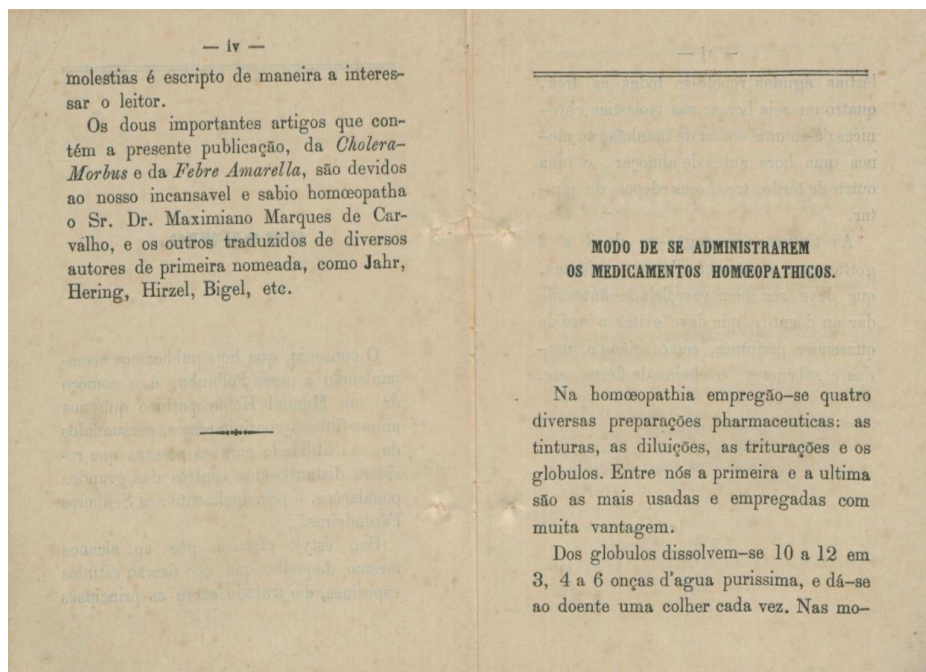 — iv —
molestias é escripto de maneira a interes-
sar o leitor.
Os dous importantes artigos que con-
tém a presente publicação, da Cholera-
Morbus e da Febre Amarella, são devidos
ao nosso incansavel e sabio homœopatha
o Sr. Dr. Maximiano Marques de Car-
valho, e os outros traduzidos de diversos
autores de primeira nomeada, como Jahr,
Hering, Hirzel, Bigel, etc.
MODO DE SE ADMINISTRAREM
OS MEDICAMENTOS HOMŒOPATHICOS.
Na homœopathia empregão-se quatro
diversas preparações pharmaceuticas: as
tinturas, as diluições, as triturações e os
globulos. Entre nós a primeira e a ultima
são as mais usadas e empregadas com
muita vantagem.
Dos globulos dissolvem-se 10 a 12 em
3, 4 a 6 onças d'agua purissima, e dá-se
ao doente uma colher cada vez. Nas mo-